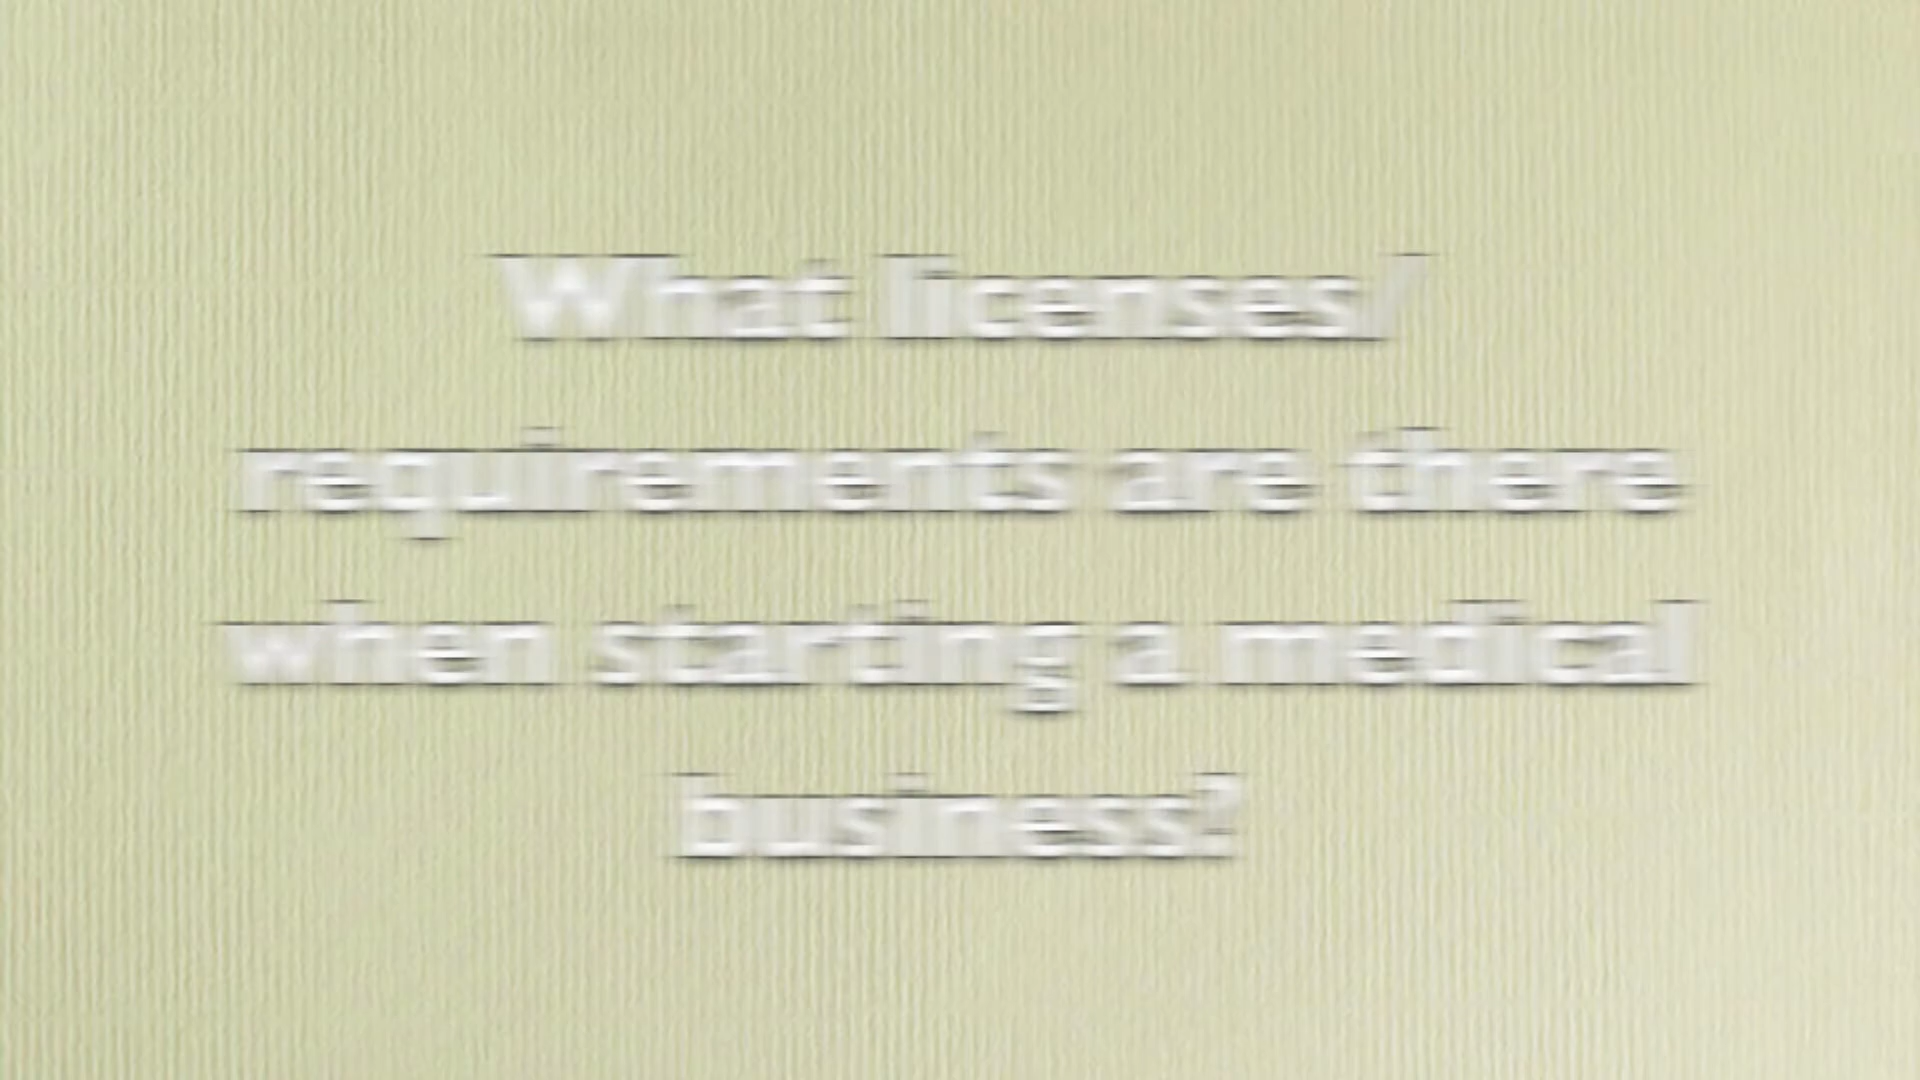 What licenses/
requirements are there
when starting a medical
business?